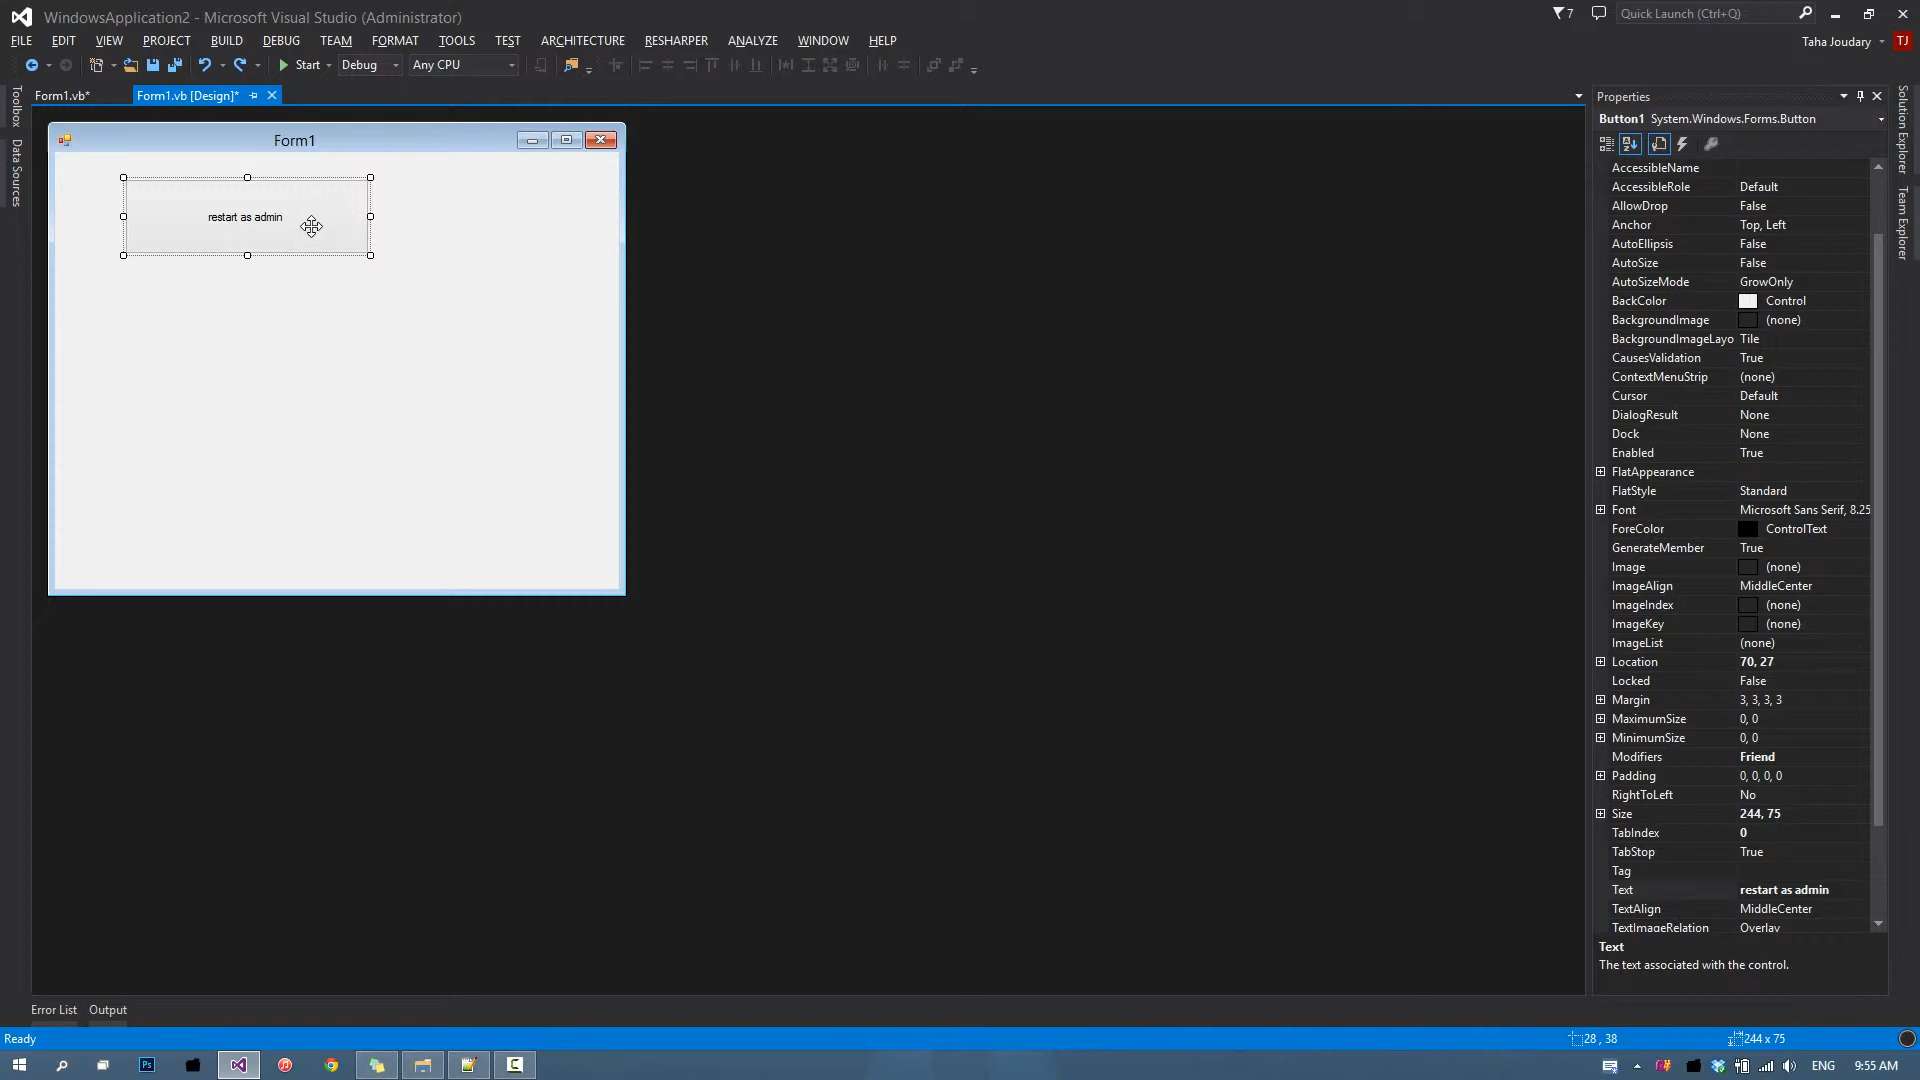 WindowsApplication2 - Microsoft Visual Studio (Administrator)
7
Quick Launch (Ctrl+Q)
FILE EDIT VIEW PROJECT BUILD DEBUG TEAM FORMAT TOOLS TEST ARCHITECTURE RESHARPER ANALYZE WINDOW HELP
Taha Joudary TJ
Start Debug Any CPU
Toolbox
Data Sources
Form1.vb*
Form1.vb [Design]*
Form1
restart as admin
Properties
Button1 System.Windows.Forms.Button
AccessibleName
AccessibleRole Default
AllowDrop False
Anchor Top, Left
AutoEllipsis False
AutoSize False
AutoSizeMode GrowOnly
BackColor Control
BackgroundImage (none)
BackgroundImageLayo Tile
CausesValidation True
ContextMenuStrip (none)
Cursor Default
DialogResult None
Dock None
Enabled True
FlatAppearance
FlatStyle Standard
Font Microsoft Sans Serif, 8.25
ForeColor ControlText
GenerateMember True
Image (none)
ImageAlign MiddleCenter
ImageIndex (none)
ImageKey (none)
ImageList (none)
Location 70, 27
Locked False
Margin 3, 3, 3, 3
MaximumSize 0, 0
MinimumSize 0, 0
Modifiers Friend
Padding 0, 0, 0, 0
RightToLeft No
Size 244, 75
TabIndex 0
TabStop True
Tag
Text restart as admin
TextAlign MiddleCenter
TextImageRelation Overlay
Text
The text associated with the control.
Solution Explorer
Team Explorer
Error List Output
Ready
28 , 38
244 x 75
Ps
ENG
9:55 AM